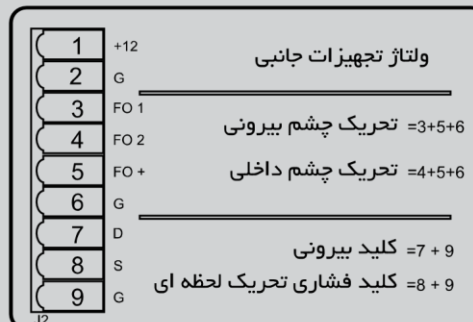 1 +12
2 G
ولتاژ تجهیزات جانبی
3 FO 1
4 FO 2
5 FO +
6 G
تحریک چشم بیرونی =3+5+6
تحریک چشم داخلی =4+5+6
7 D
8 S
9 G
کلید بیرونی =7 + 9
کلید فشاری تحریک لحظه ای =8 + 9
J2